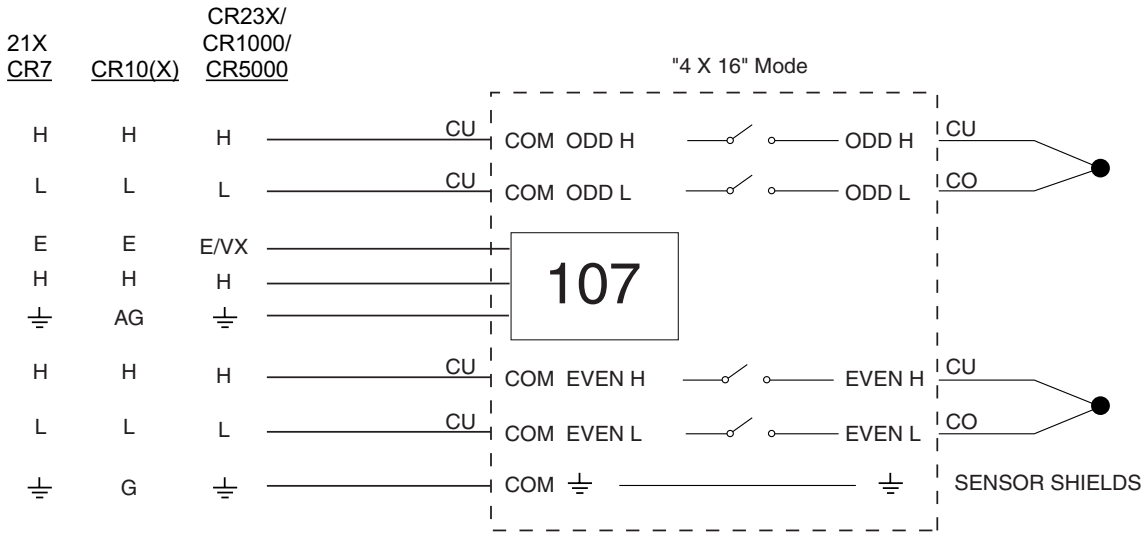 CR23X/
21X CR1000/
CR7 CR10(X) CR5000
"4 X 16" Mode
H H H CU COM ODD H ODD H CU
L L L CU COM ODD L ODD L CO
E E E/VX
H H H
107
AG
H H H CU COM EVEN H EVEN H CU
L L L CU COM EVEN L EVEN L CO
G COM SENSOR SHIELDS